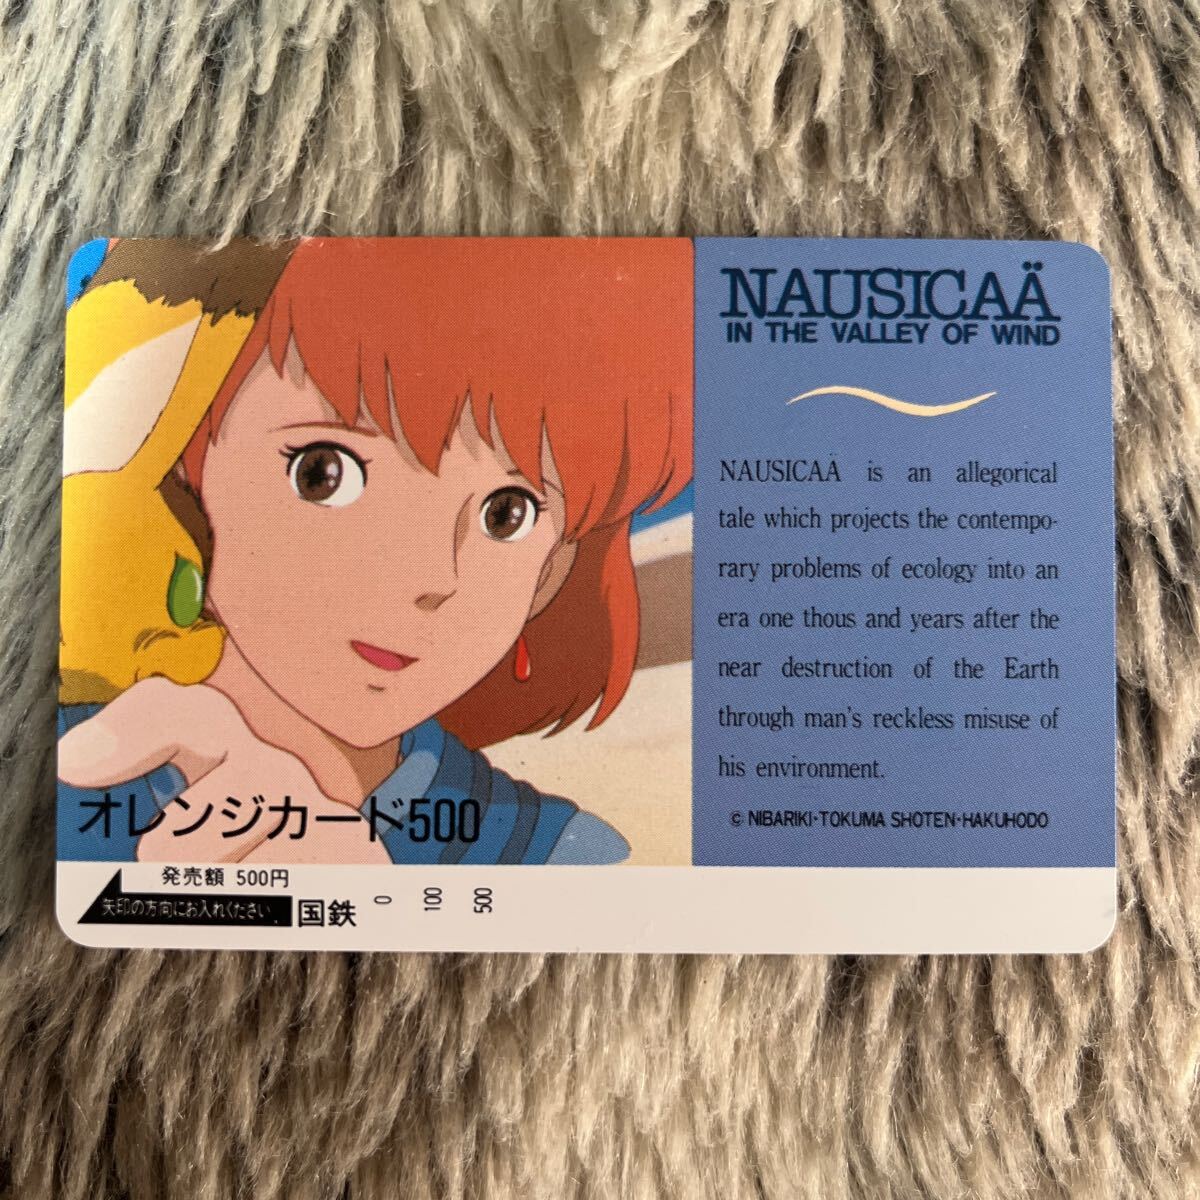 NAUSICAÄ
IN THE VALLEY OF WIND
NAUSICAÄ is an allegorical
tale which projects the contempo-
rary problems of ecology into an
era one thous and years after the
near destruction of the Earth
through man's reckless misuse of
his environment.
© NIBARIKI・TOKUMA SHOTEN・HAKUHODO
オレンジカード500
発売額 500円
矢印の方向にお入れください。
国鉄
0 100 500